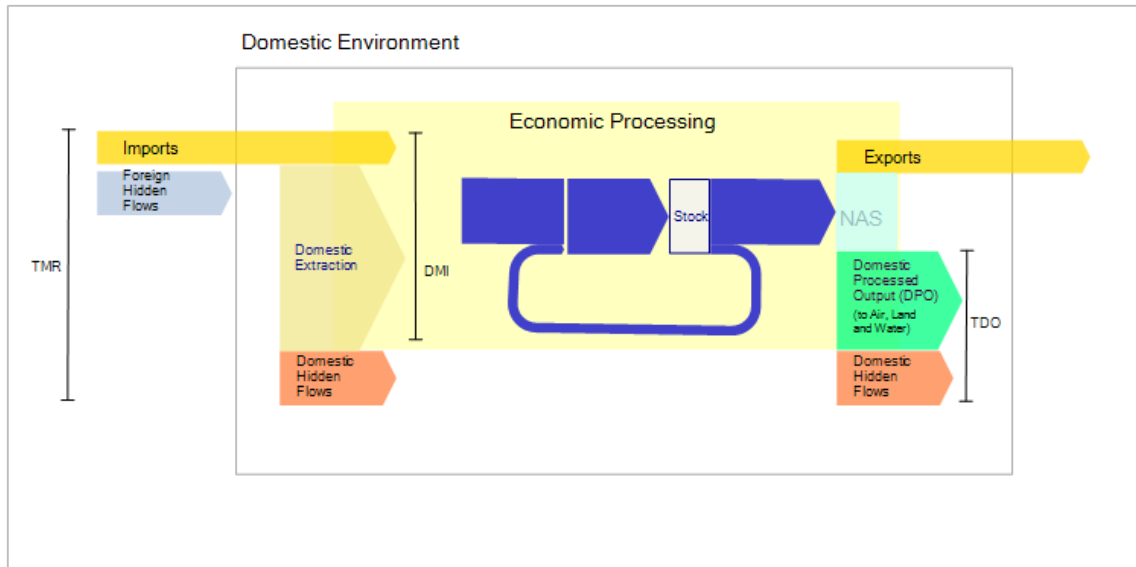 Domestic Environment
Economic Processing
Imports
Exports
Foreign
Hidden
Flows
Stock
NAS
TMR
Domestic
Extraction
DMI
Domestic
Processed
Output (DPO)
(to Air, Land
and Water)
TDO
Domestic
Hidden
Flows
Domestic
Hidden
Flows